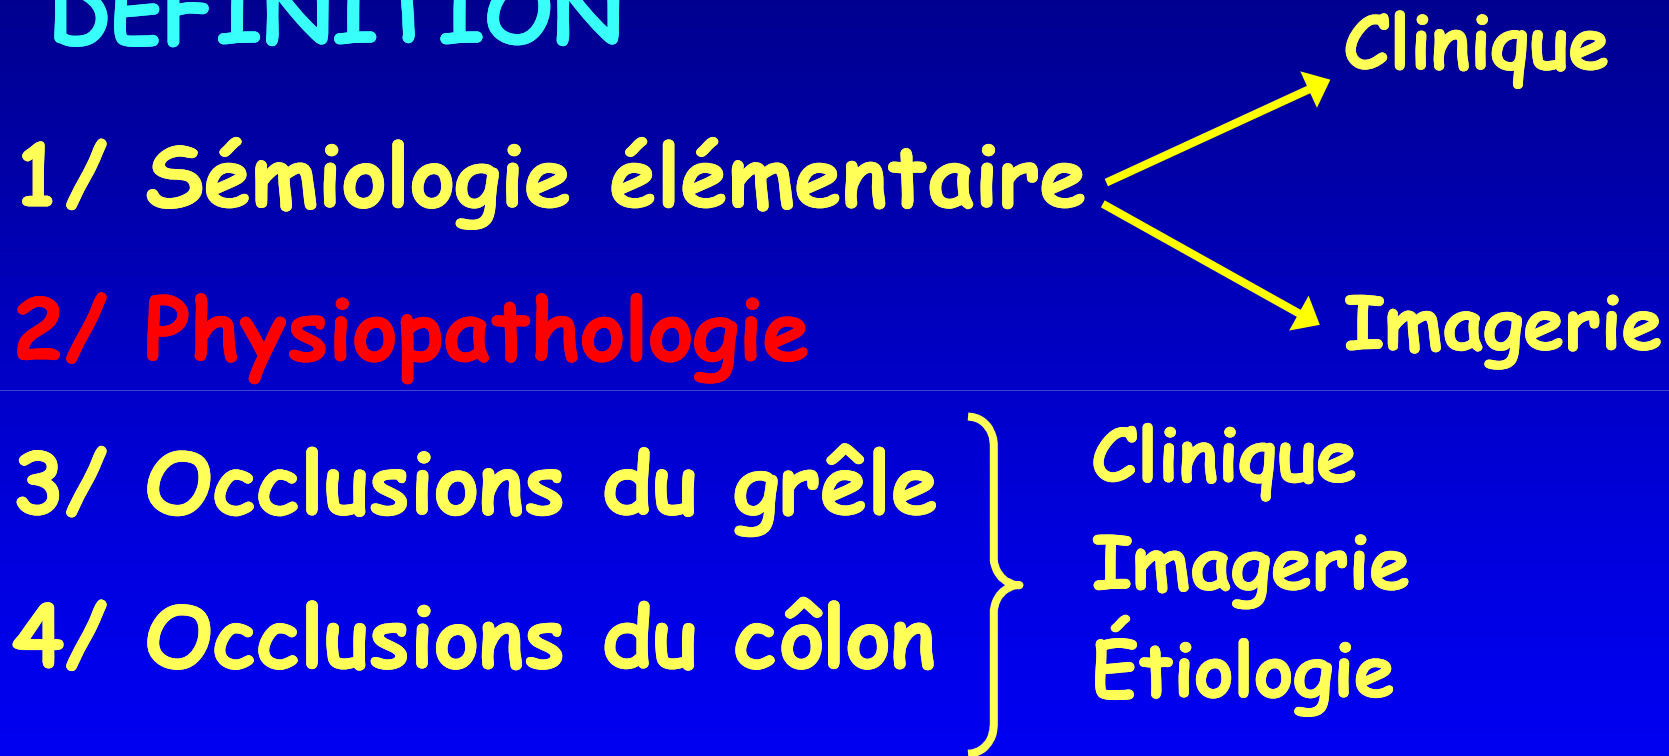 DEFINITION
Clinique
1/ Sémiologie élémentaire
2/ Physiopathologie
Imagerie
3/ Occlusions du grêle
4/ Occlusions du côlon
Clinique
Imagerie
Étiologie